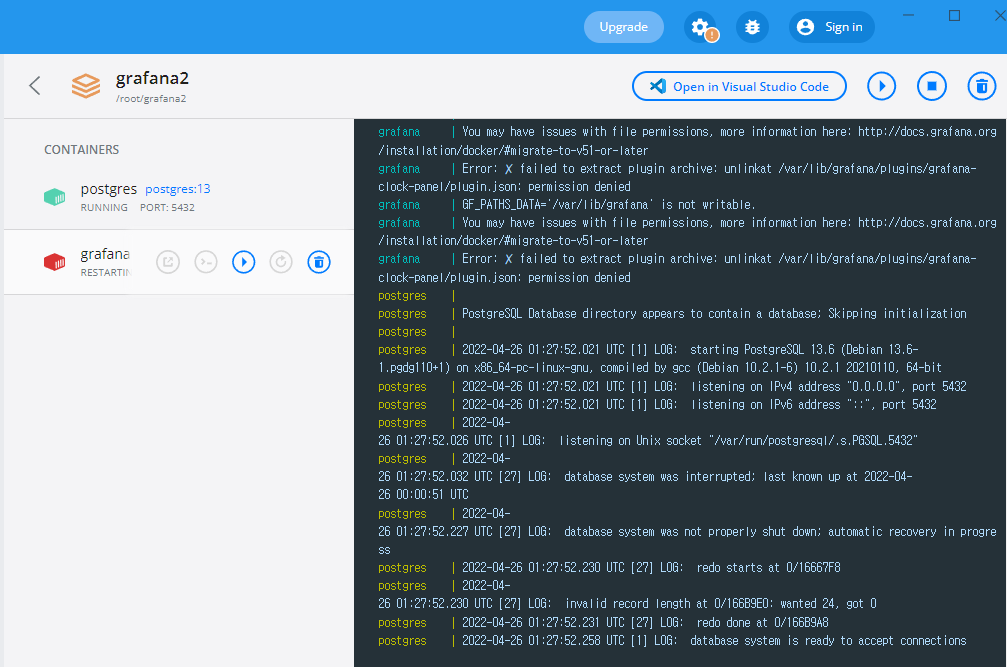 Upgrade
Sign in
grafana2
/root/grafana2
Open in Visual Studio Code
CONTAINERS
postgres postgres:13
RUNNING PORT: 5432
grafana
RESTARTIN
grafana | You may have issues with file permissions, more information here: http://docs.grafana.org
/installation/docker/#migrate-to-v51-or-later
grafana | Error: ✗ failed to extract plugin archive: unlinkat /var/lib/grafana/plugins/grafana-
clock-panel/plugin.json: permission denied
grafana | GF_PATHS_DATA='/var/lib/grafana' is not writable.
grafana | You may have issues with file permissions, more information here: http://docs.grafana.org
/installation/docker/#migrate-to-v51-or-later
grafana | Error: ✗ failed to extract plugin archive: unlinkat /var/lib/grafana/plugins/grafana-
clock-panel/plugin.json: permission denied
postgres |
postgres | PostgreSQL Database directory appears to contain a database; Skipping initialization
postgres |
postgres | 2022-04-26 01:27:52.021 UTC [1] LOG: starting PostgreSQL 13.6 (Debian 13.6-
1.pgdg110+1) on x86_64-pc-linux-gnu, compiled by gcc (Debian 10.2.1-6) 10.2.1 20210110, 64-bit
postgres | 2022-04-26 01:27:52.021 UTC [1] LOG: listening on IPv4 address "0.0.0.0", port 5432
postgres | 2022-04-26 01:27:52.021 UTC [1] LOG: listening on IPv6 address "::", port 5432
postgres | 2022-04-
26 01:27:52.026 UTC [1] LOG: listening on Unix socket "/var/run/postgresql/.s.PGSQL.5432"
postgres | 2022-04-
26 01:27:52.032 UTC [27] LOG: database system was interrupted; last known up at 2022-04-
26 00:00:51 UTC
postgres | 2022-04-
26 01:27:52.227 UTC [27] LOG: database system was not properly shut down; automatic recovery in progre
ss
postgres | 2022-04-26 01:27:52.230 UTC [27] LOG: redo starts at 0/16667F8
postgres | 2022-04-
26 01:27:52.230 UTC [27] LOG: invalid record length at 0/166B9E0: wanted 24, got 0
postgres | 2022-04-26 01:27:52.231 UTC [27] LOG: redo done at 0/166B9A8
postgres | 2022-04-26 01:27:52.258 UTC [1] LOG: database system is ready to accept connections